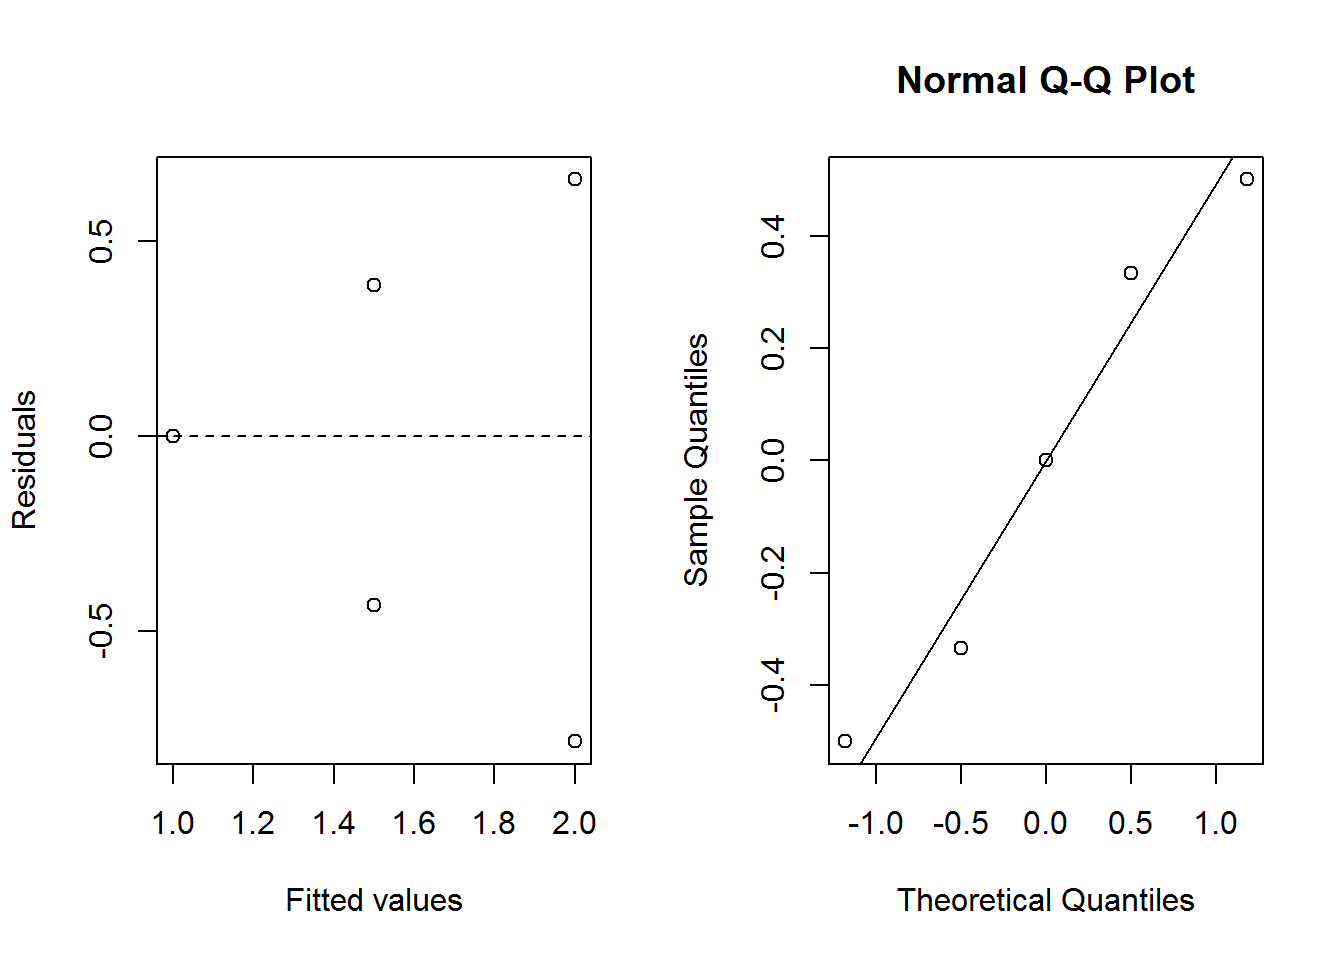 Residuals
0.5
0.0
-0.5
1.0 1.2 1.4 1.6 1.8 2.0
Fitted values
Normal Q-Q Plot
Sample Quantiles
0.4
0.2
0.0
-0.2
-0.4
-1.0 -0.5 0.0 0.5 1.0
Theoretical Quantiles